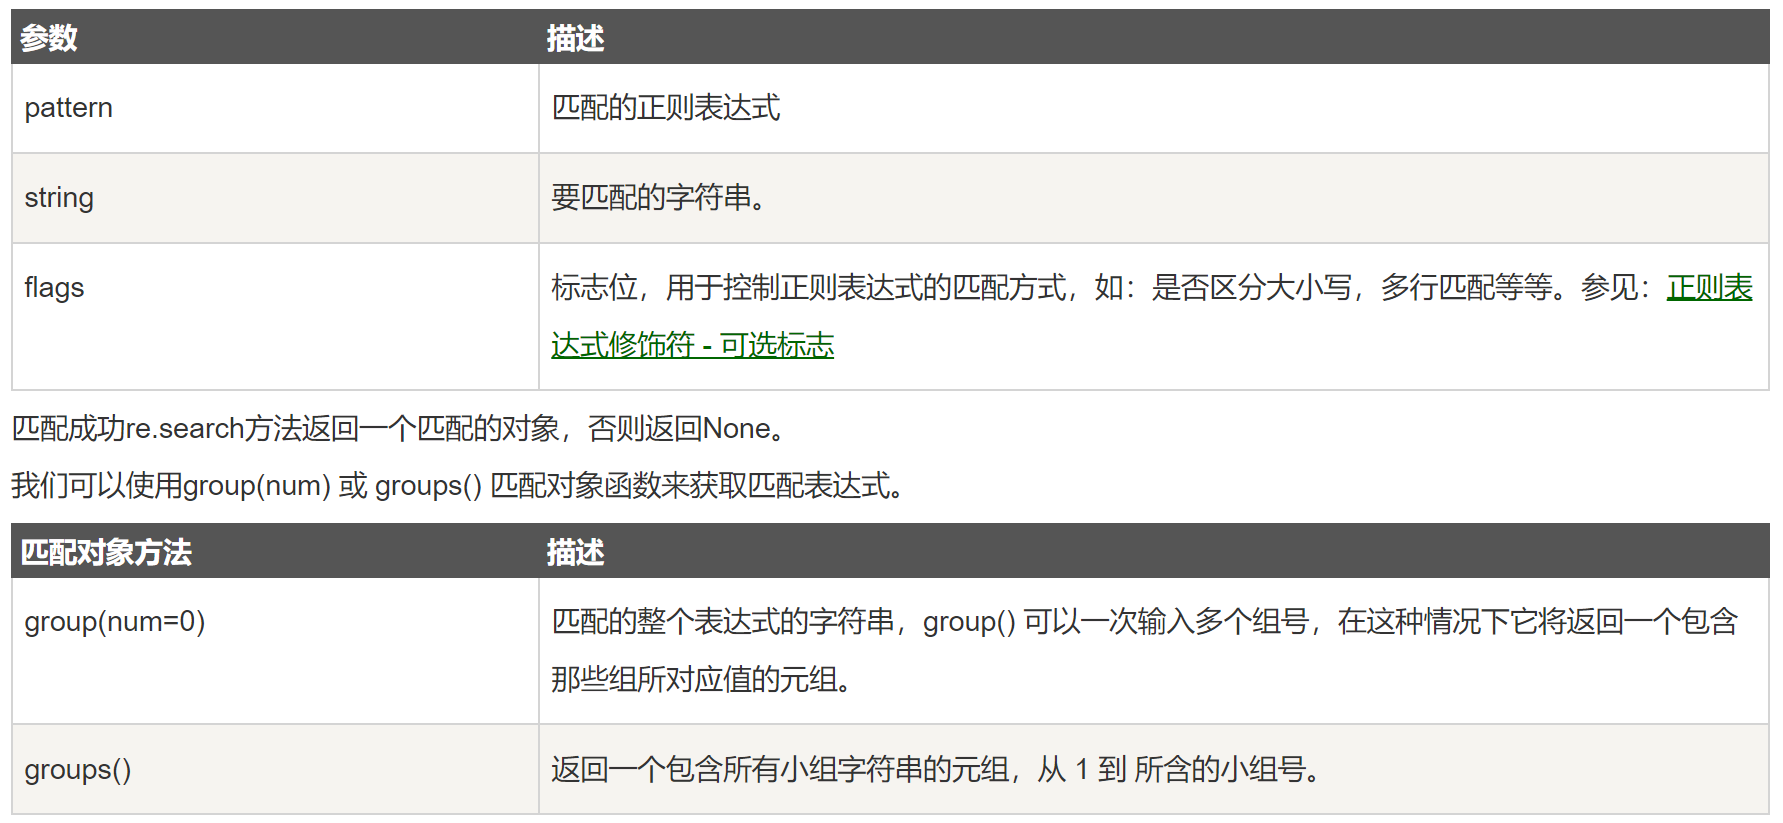 参数 描述
pattern 匹配的正则表达式
string 要匹配的字符串。
flags 标志位，用于控制正则表达式的匹配方式，如：是否区分大小写，多行匹配等等。参见：正则表
达式修饰符 - 可选标志
匹配成功re.search方法返回一个匹配的对象，否则返回None。
我们可以使用group(num) 或 groups() 匹配对象函数来获取匹配表达式。
匹配对象方法 描述
group(num=0) 匹配的整个表达式的字符串，group() 可以一次输入多个组号，在这种情况下它将返回一个包含
那些组所对应值的元组。
groups() 返回一个包含所有小组字符串的元组，从 1 到 所含的小组号。